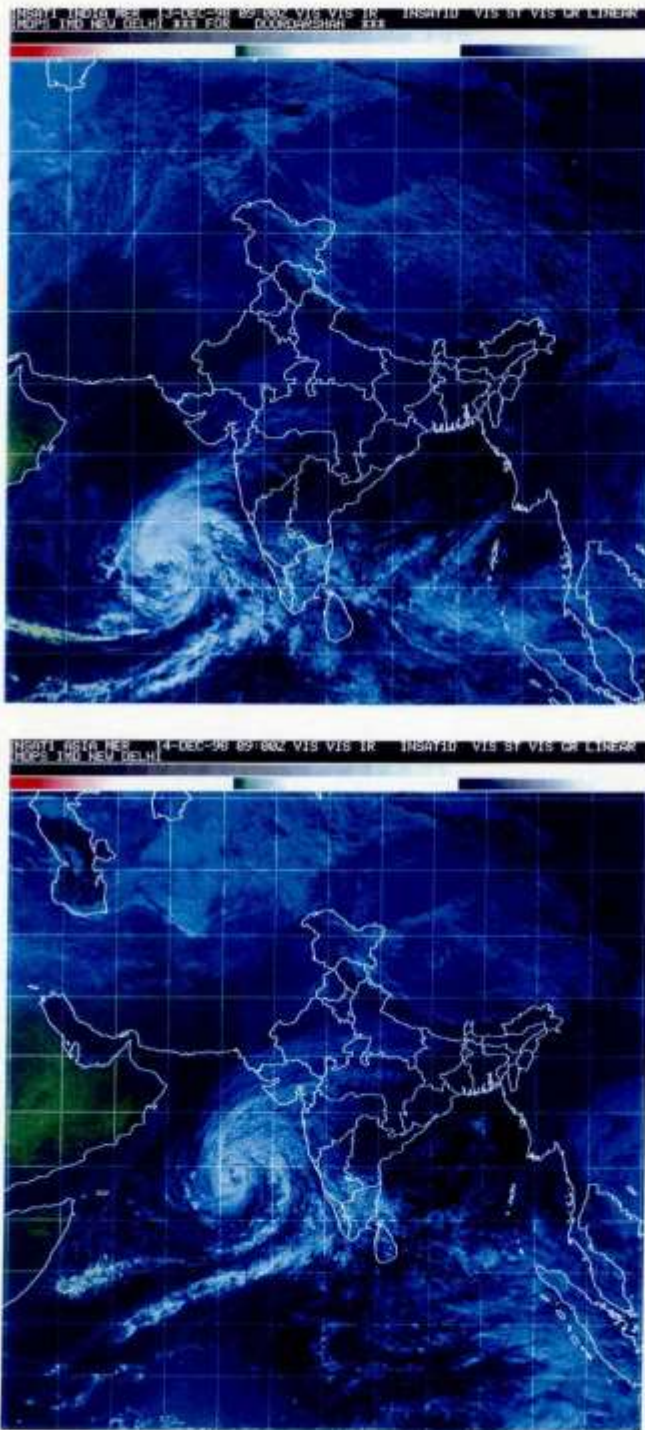 INSAT1 INDIA MER 13-DEC-98 09:00Z VIS VIS IR INSAT1D VIS ST VIS GR LINEAR
MDPS IMD NEW DELHI *** FOR DOORDARSHAN ***
INSAT1 ASIA MER 14-DEC-98 09:00Z VIS VIS IR INSAT1D VIS ST VIS GR LINEAR
MDPS IMD NEW DELHI